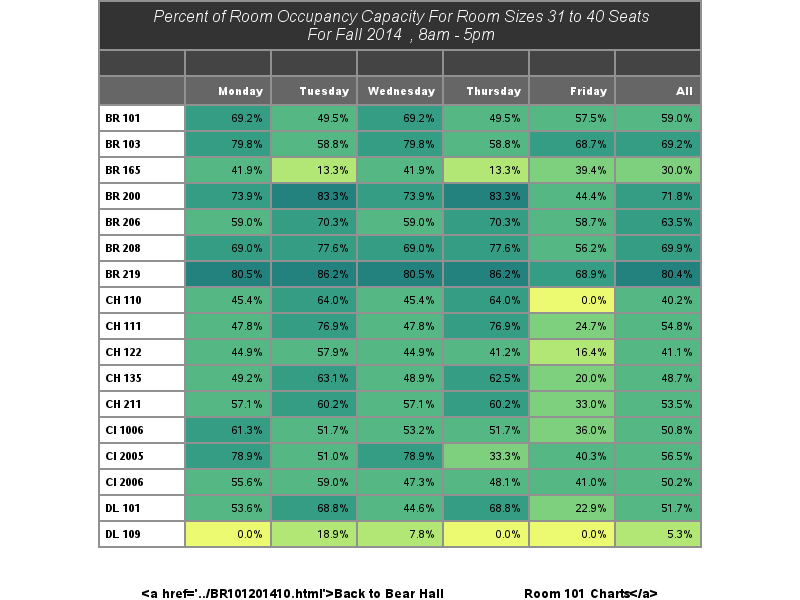 Percent of Room Occupancy Capacity For Room Sizes 31 to 40 Seats
For Fall 2014 , 8am - 5pm
Monday Tuesday Wednesday Thursday Friday All
BR 101 69.2% 49.5% 69.2% 49.5% 57.5% 59.0%
BR 103 79.8% 58.8% 79.8% 58.8% 68.7% 69.2%
BR 165 41.9% 13.3% 41.9% 13.3% 39.4% 30.0%
BR 200 73.9% 83.3% 73.9% 83.3% 44.4% 71.8%
BR 206 59.0% 70.3% 59.0% 70.3% 58.7% 63.5%
BR 208 69.0% 77.6% 69.0% 77.6% 56.2% 69.9%
BR 219 80.5% 86.2% 80.5% 86.2% 68.9% 80.4%
CH 110 45.4% 64.0% 45.4% 64.0% 0.0% 40.2%
CH 111 47.8% 76.9% 47.8% 76.9% 24.7% 54.8%
CH 122 44.9% 57.9% 44.9% 41.2% 16.4% 41.1%
CH 135 49.2% 63.1% 48.9% 62.5% 20.0% 48.7%
CH 211 57.1% 60.2% 57.1% 60.2% 33.0% 53.5%
CI 1006 61.3% 51.7% 53.2% 51.7% 36.0% 50.8%
CI 2005 78.9% 51.0% 78.9% 33.3% 40.3% 56.5%
CI 2006 55.6% 59.0% 47.3% 48.1% 41.0% 50.2%
DL 101 53.6% 68.8% 44.6% 68.8% 22.9% 51.7%
DL 109 0.0% 18.9% 7.8% 0.0% 0.0% 5.3%
<a href='../BR101201410.html'>Back to Bear Hall Room 101 Charts</a>